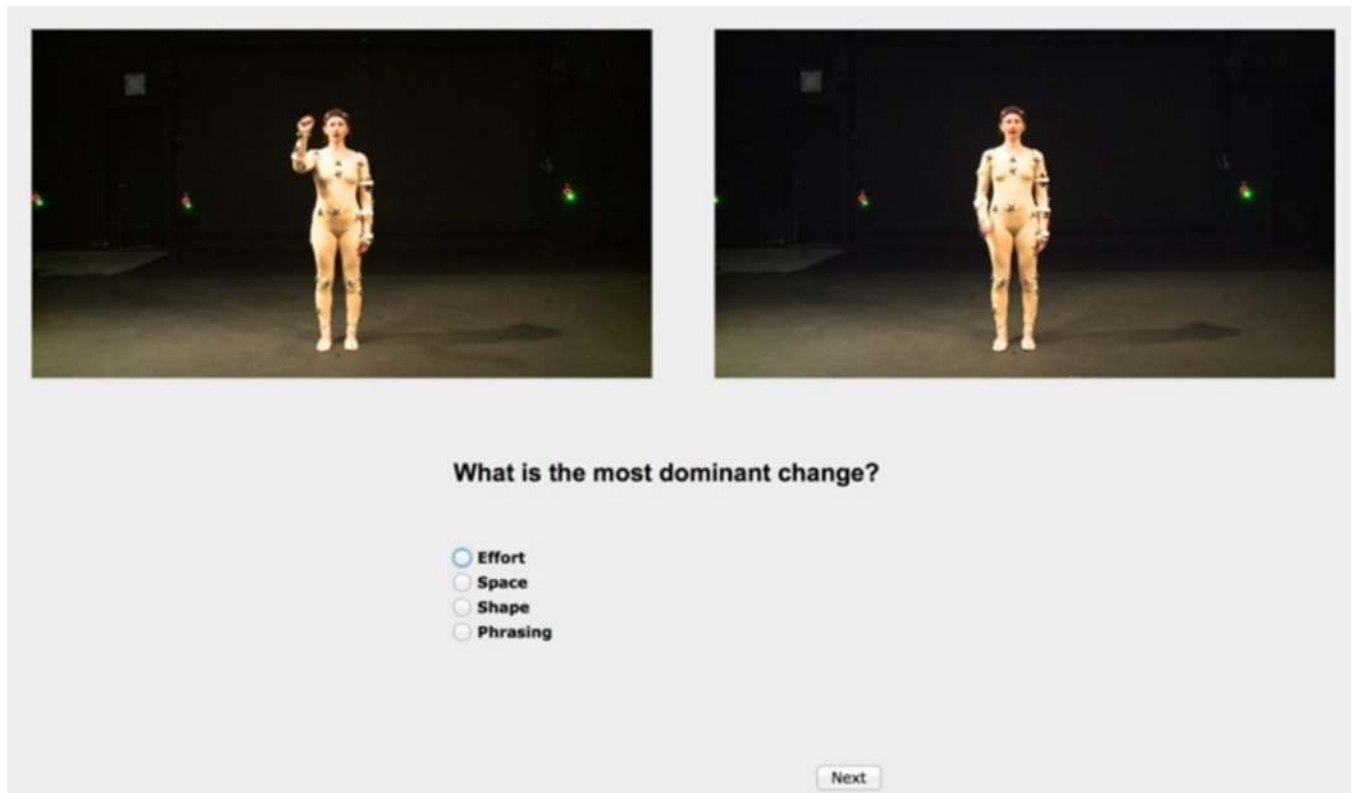 What is the most dominant change?
Effort
Space
Shape
Phrasing
Next